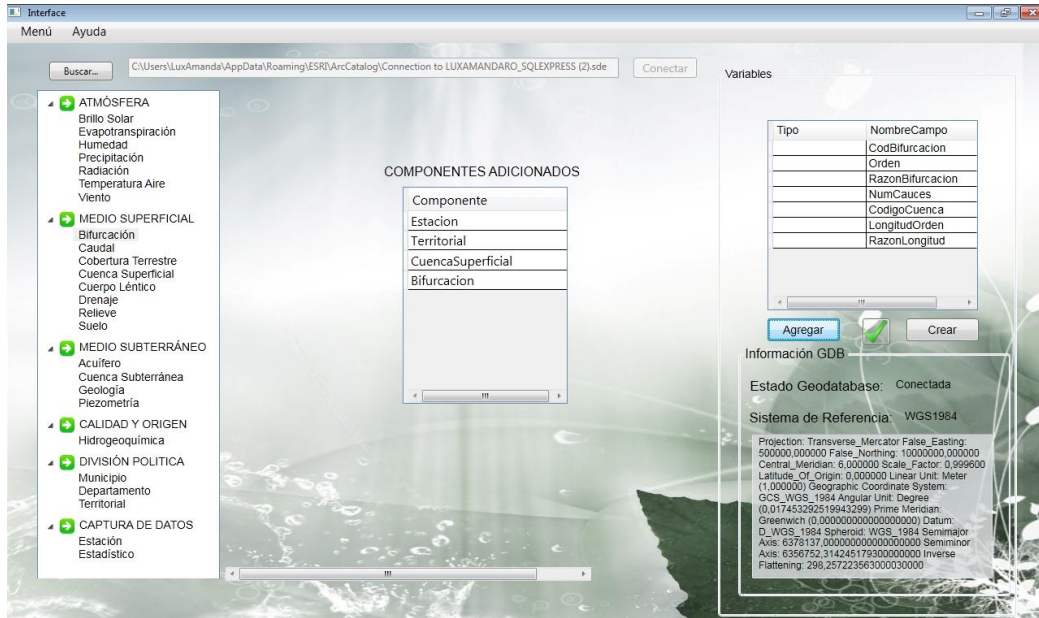 Interface
Menú Ayuda
Buscar...
C:\Users\LuxAmanda\AppData\Roaming\ESRI\ArcCatalog\Connection to LUXAMANDARO_SQLEXPRESS (2).sde
Conectar
ATMÓSFERA
Brillo Solar
Evapotranspiración
Humedad
Precipitación
Radiación
Temperatura Aire
Viento
MEDIO SUPERFICIAL
Bifurcación
Caudal
Cobertura Terrestre
Cuenca Superficial
Cuerpo Léntico
Drenaje
Relieve
Suelo
MEDIO SUBTERRÁNEO
Acuífero
Cuenca Subterránea
Geología
Piezometría
CALIDAD Y ORIGEN
Hidrogeoquímica
DIVISIÓN POLITICA
Municipio
Departamento
Territorial
CAPTURA DE DATOS
Estación
Estadístico
COMPONENTES ADICIONADOS
Componente
Estacion
Territorial
CuencaSuperficial
Bifurcacion
Variables
Tipo NombreCampo
CodBifurcacion
Orden
RazonBifurcacion
NumCauces
CodigoCuenca
LongitudOrden
RazonLongitud
Agregar Crear
Información GDB
Estado Geodatabase: Conectada
Sistema de Referencia: WGS1984
Projection: Transverse_Mercator False_Easting:
500000,000000 False_Northing: 10000000,000000
Central_Meridian: 6,000000 Scale_Factor: 0,999600
Latitude_Of_Origin: 0,000000 Linear Unit: Meter
(1,000000) Geographic Coordinate System:
GCS_WGS_1984 Angular Unit: Degree
(0,017453292519943299) Prime Meridian:
Greenwich (0,000000000000000000) Datum:
D_WGS_1984 Spheroid: WGS_1984 Semimajor
Axis: 6378137,000000000000000000 Semiminor
Axis: 6356752,314245179300000000 Inverse
Flattening: 298,257223563000030000